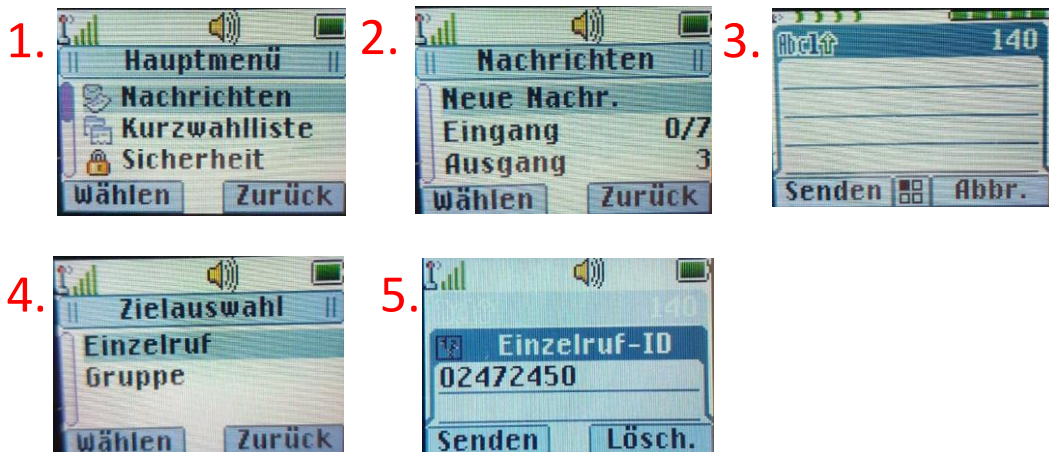 1.
Hauptmenü
Nachrichten
Kurzwahlliste
Sicherheit
Wählen Zurück
2.
Nachrichten
Neue Nachr.
Eingang 0/7
Ausgang 3
Wählen Zurück
3.
Abc1⇧ 140
Senden Abbr.
4.
Zielauswahl
Einzelruf
Gruppe
Wählen Zurück
5.
140
Einzelruf-ID
02472450
Senden Lösch.